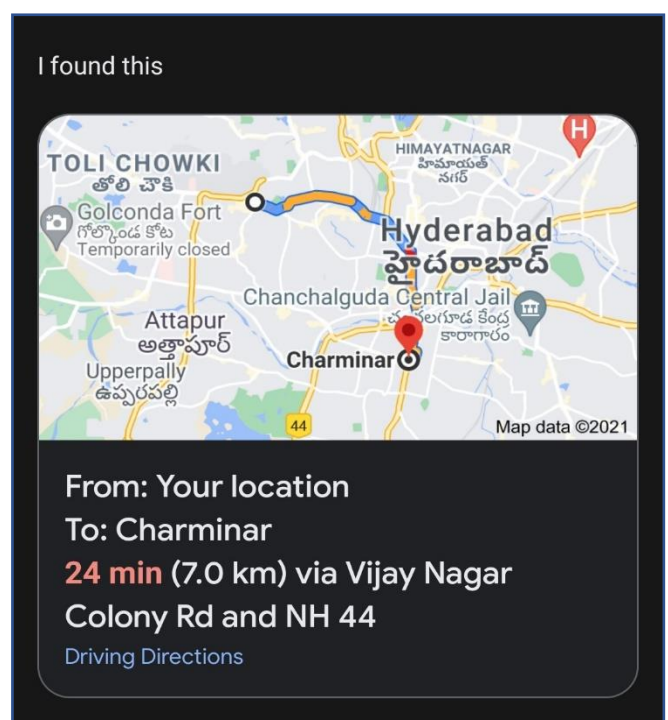 I found this
H
HIMAYATNAGAR
హిమాయత్
నగర్
TOLI CHOWKI
తోలి చౌకి
Golconda Fort
గోల్కొండ కోట
Temporarily closed
Hyderabad
హైదరాబాద్
Chanchalguda Central Jail
కేంద్ర
కారాగారం
Attapur
అత్తాపూర్
Upperpally
ఉప్పరపల్లి
Charminar
44
Map data ©2021
From: Your location
To: Charminar
24 min (7.0 km) via Vijay Nagar
Colony Rd and NH 44
Driving Directions